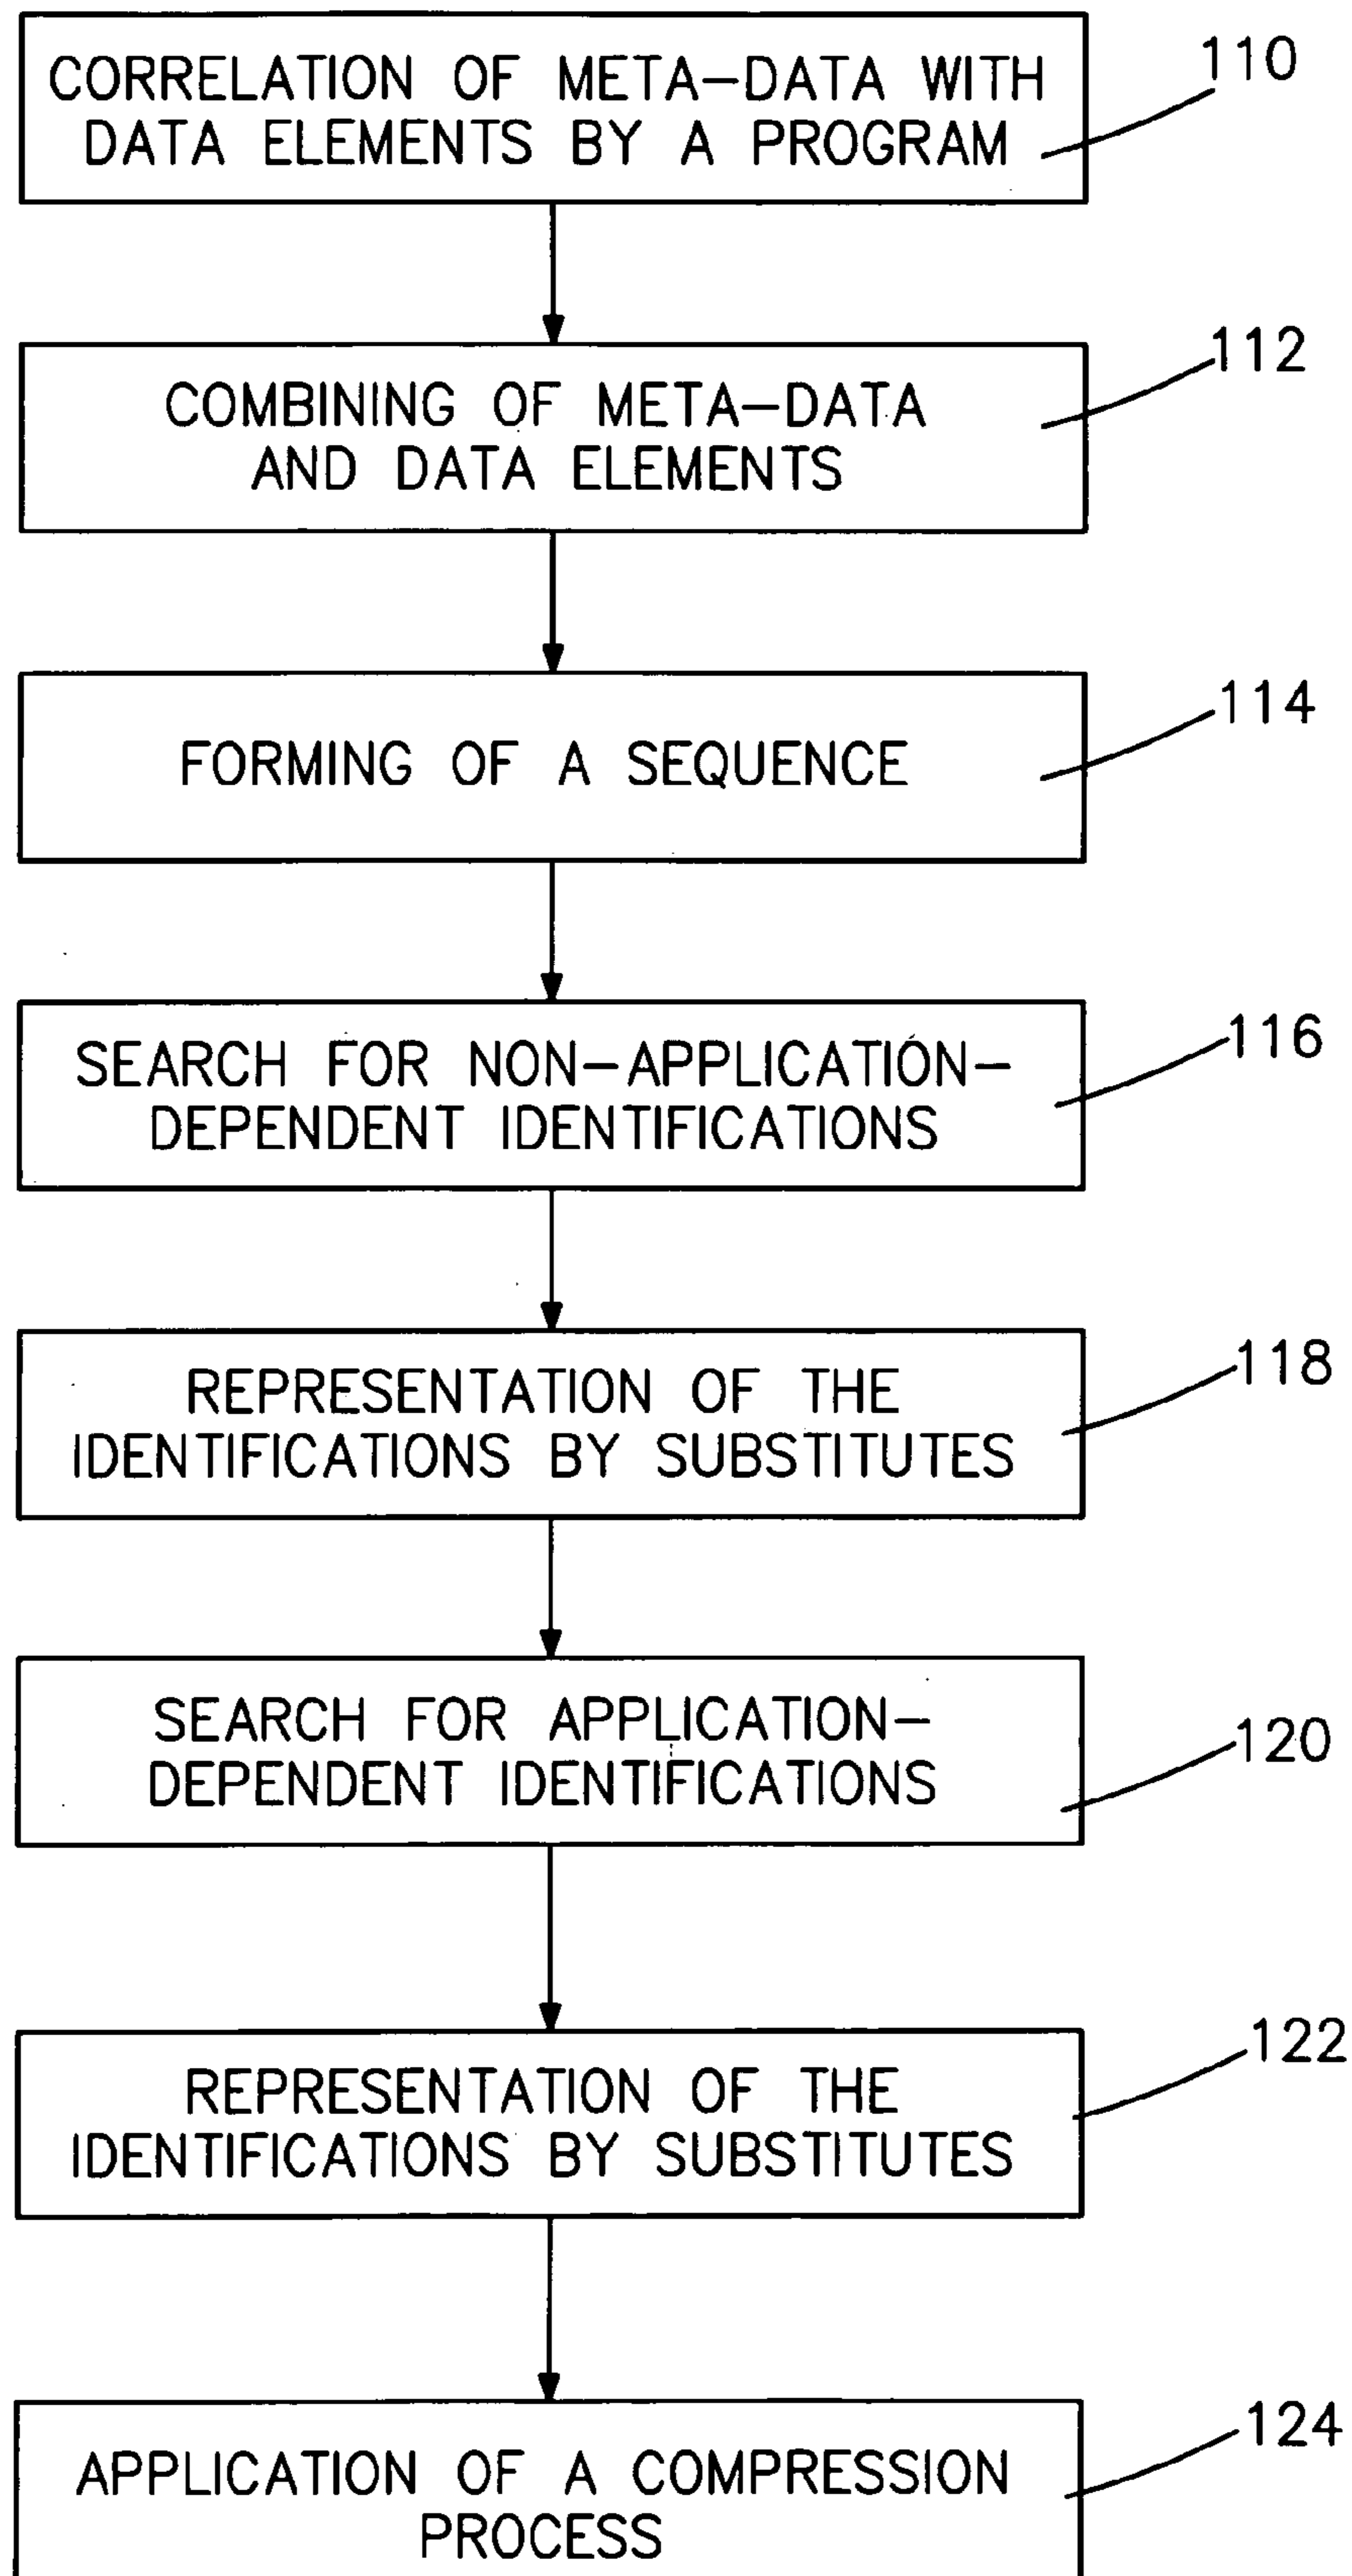 CORRELATION OF META-DATA WITH
DATA ELEMENTS BY A PROGRAM
110
COMBINING OF META-DATA
AND DATA ELEMENTS
112
FORMING OF A SEQUENCE
114
SEARCH FOR NON-APPLICATION-
DEPENDENT IDENTIFICATIONS
116
REPRESENTATION OF THE
IDENTIFICATIONS BY SUBSTITUTES
118
SEARCH FOR APPLICATION-
DEPENDENT IDENTIFICATIONS
120
REPRESENTATION OF THE
IDENTIFICATIONS BY SUBSTITUTES
122
APPLICATION OF A COMPRESSION
PROCESS
124